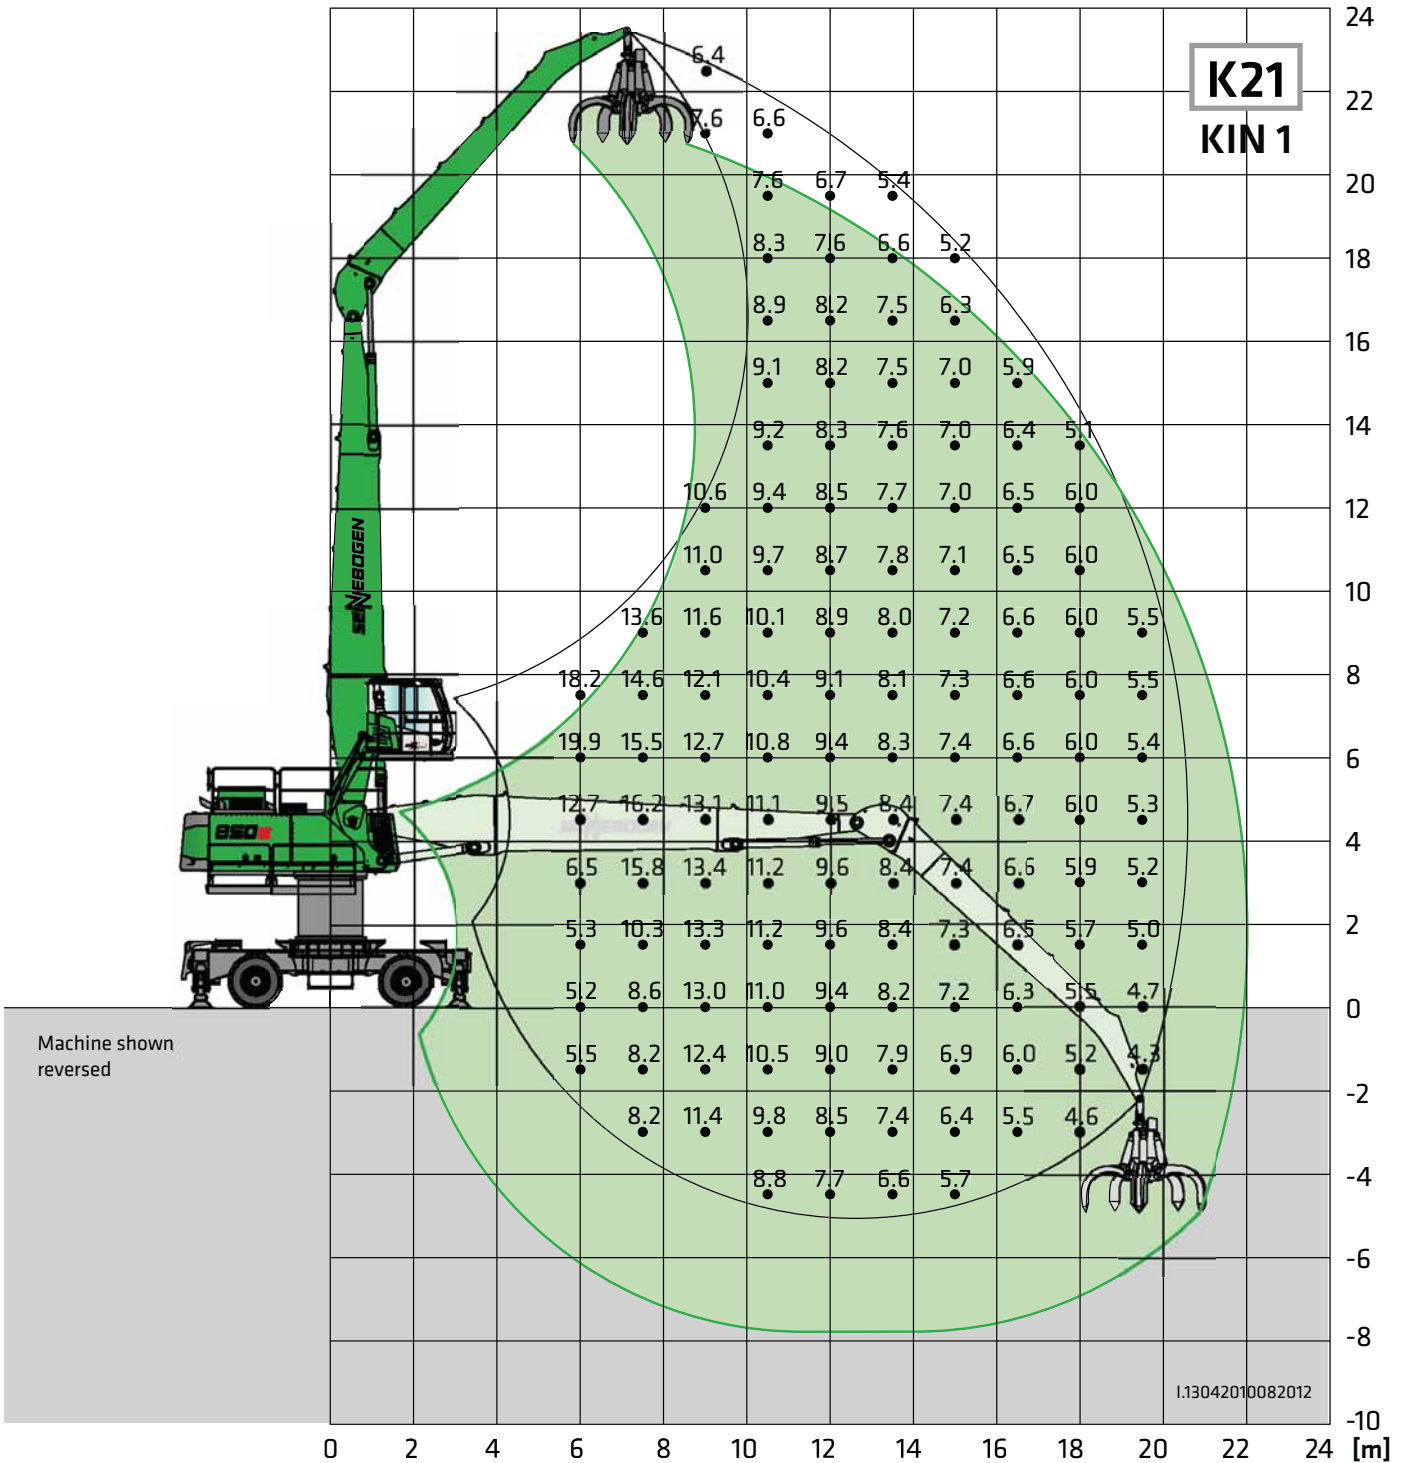 24
6.4
K21
22
7.6 6.6
KIN 1
7.6 6.7 5.4
20
8.3 7.6 6.6 5.2
18
8.9 8.2 7.5 6.3
16
9.1 8.2 7.5 7.0 5.9
9.2 8.3 7.6 7.0 6.4 5.1
14
10.6 9.4 8.5 7.7 7.0 6.5 6.0
12
SENNEBOGEN
11.0 9.7 8.7 7.8 7.1 6.5 6.0
10
13.6 11.6 10.1 8.9 8.0 7.2 6.6 6.0 5.5
18.2 14.6 12.1 10.4 9.1 8.1 7.3 6.6 6.0 5.5
8
19.9 15.5 12.7 10.8 9.4 8.3 7.4 6.6 6.0 5.4
6
12.7 16.2 13.1 11.1 9.5 8.4 7.4 6.7 6.0 5.3
SENNEBOGEN
850E
4
6.5 15.8 13.4 11.2 9.6 8.4 7.4 6.6 5.9 5.2
5.3 10.3 13.3 11.2 9.6 8.4 7.3 6.5 5.7 5.0
2
5.2 8.6 13.0 11.0 9.4 8.2 7.2 6.3 5.5 4.7
0
Machine shown
reversed
5.5 8.2 12.4 10.5 9.0 7.9 6.9 6.0 5.2 4.3
-2
8.2 11.4 9.8 8.5 7.4 6.4 5.5 4.6
8.8 7.7 6.6 5.7
-4
-6
-8
I.13042010082012
-10
0 2 4 6 8 10 12 14 16 18 20 22 24 [m]